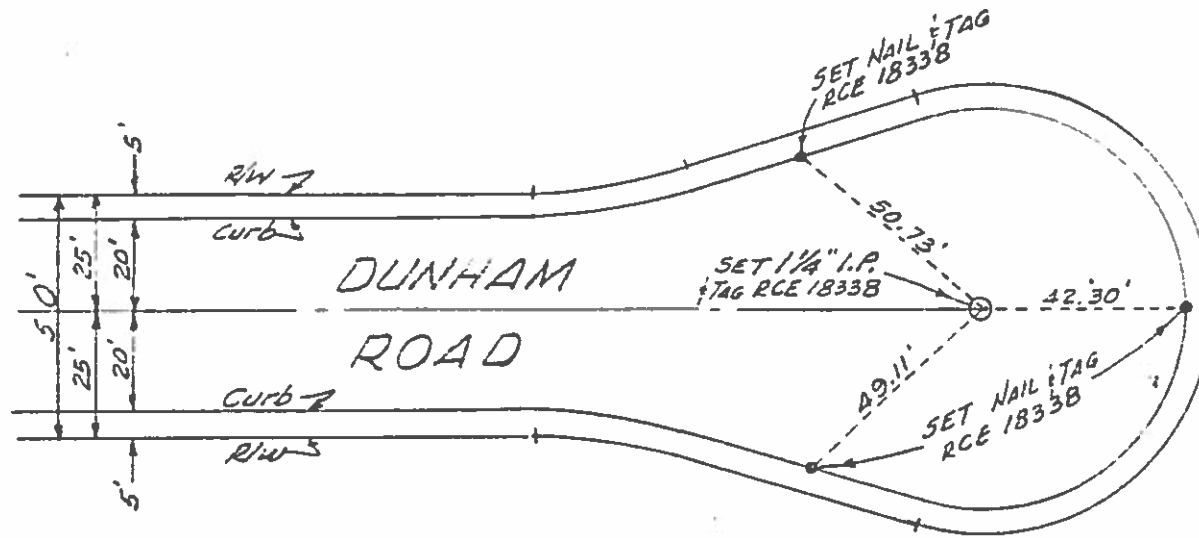 SET NAIL & TAG
RCE 18338
5'
R/W
Curb
50'
25'
20'
DUNHAM
ROAD
50.73'
SET 1¼" I.P.
& TAG RCE 18338
42.30'
25'
20'
49.11'
Curb
R/W
SET NAIL & TAG
RCE 18338
5'